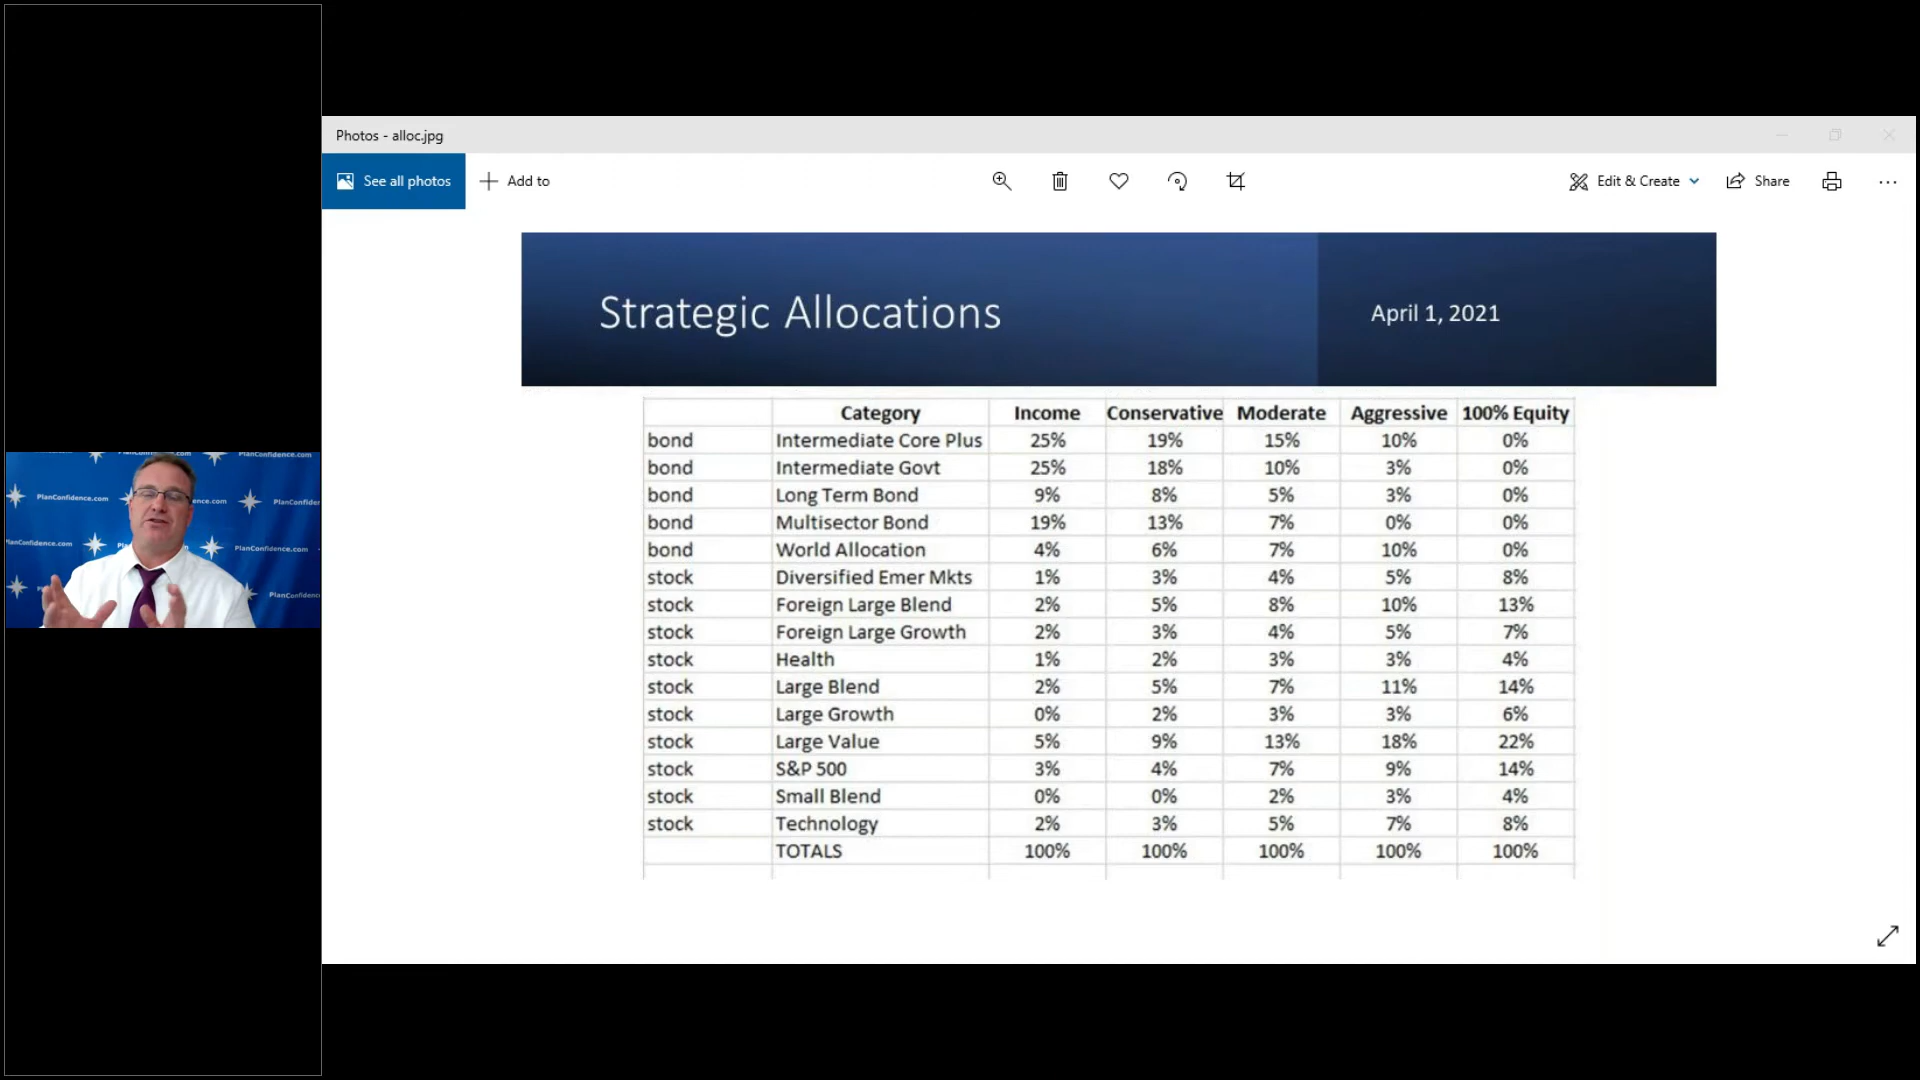 Photos - alloc.jpg
See all photos
Add to
Edit & Create
Share
Strategic Allocations
April 1, 2021
Category Income Conservative Moderate Aggressive 100% Equity
bond Intermediate Core Plus 25% 19% 15% 10% 0%
bond Intermediate Govt 25% 18% 10% 3% 0%
bond Long Term Bond 9% 8% 5% 3% 0%
bond Multisector Bond 19% 13% 7% 0% 0%
bond World Allocation 4% 6% 7% 10% 0%
stock Diversified Emer Mkts 1% 3% 4% 5% 8%
stock Foreign Large Blend 2% 5% 8% 10% 13%
stock Foreign Large Growth 2% 3% 4% 5% 7%
stock Health 1% 2% 3% 3% 4%
stock Large Blend 2% 5% 7% 11% 14%
stock Large Growth 0% 2% 3% 3% 6%
stock Large Value 5% 9% 13% 18% 22%
stock S&P 500 3% 4% 7% 9% 14%
stock Small Blend 0% 0% 2% 3% 4%
stock Technology 2% 3% 5% 7% 8%
TOTALS 100% 100% 100% 100% 100%
PlanConfidence.com
PlanConfidence.com
PlanConfidence.com